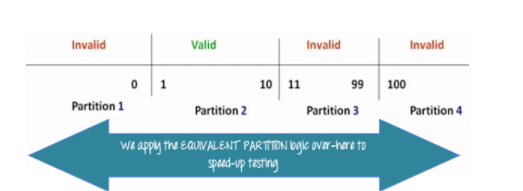 Invalid Valid Invalid Invalid
0 1 10 11 99 100
Partition 1 Partition 2 Partition 3 Partition 4
We apply the EQUIVALENT PARTITION logic over-here to
speed-up testing